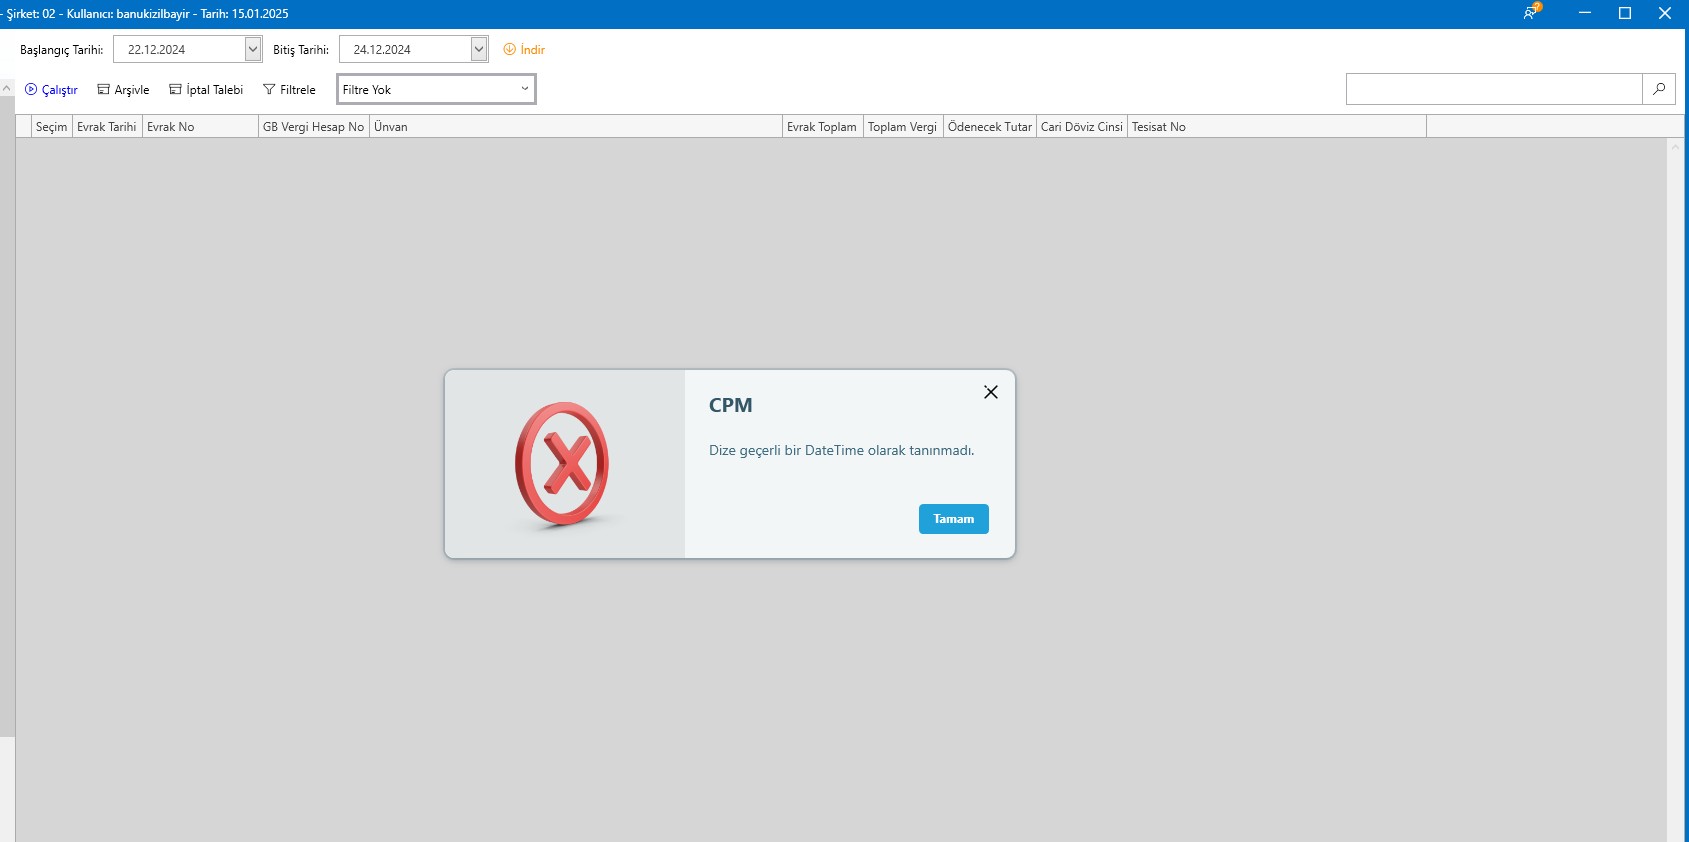 - Şirket: 02 - Kullanıcı: banukizilbayir - Tarih: 15.01.2025
?
Başlangıç Tarihi: 22.12.2024 Bitiş Tarihi: 24.12.2024 İndir
Çalıştır Arşivle İptal Talebi Filtrele Filtre Yok
Seçim Evrak Tarihi Evrak No GB Vergi Hesap No Ünvan Evrak Toplam Toplam Vergi Ödenecek Tutar Cari Döviz Cinsi Tesisat No
CPM
Dize geçerli bir DateTime olarak tanınmadı.
Tamam